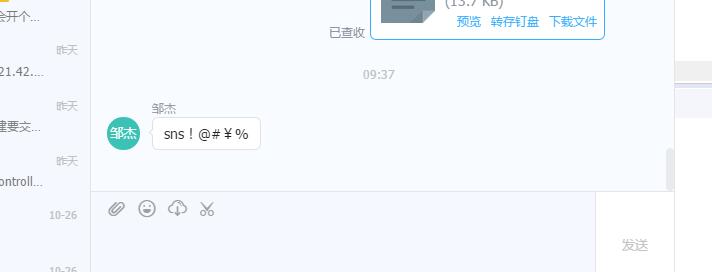 会开个...
昨天
21.42....
昨天
建要交...
昨天
ontroll...
10-26
10-26
(13.7 KB)
预览 转存钉盘 下载文件
已查收
09:37
邹杰
邹杰
sns！@#￥%
发送